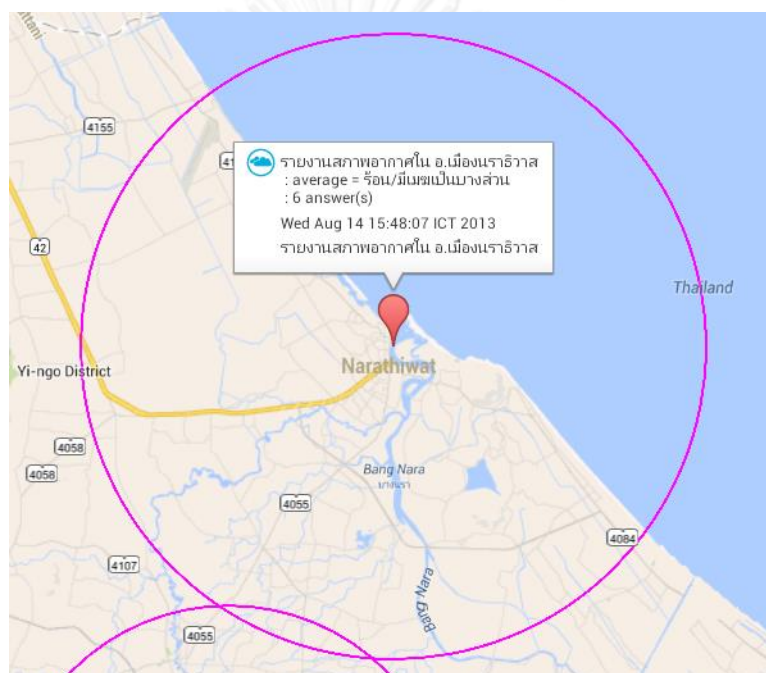 4155
รายงานสภาพอากาศใน อ.เมืองนราธิวาส
: average = ร้อน/มีเมฆเป็นบางส่วน
: 6 answer(s)
Wed Aug 14 15:48:07 ICT 2013
รายงานสภาพอากาศใน อ.เมืองนราธิวาส
42
Thailand
Narathiwat
Yi-ngo District
4058
4058
Bang Nara
บางนรา
4055
4084
4107
Bang Nara
4055